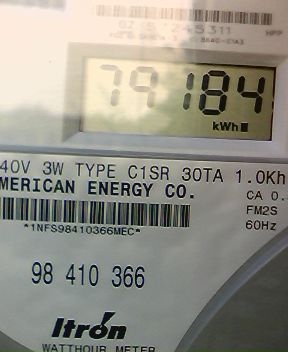 245311
79184
kWh
40V 3W TYPE C1SR 30TA 1.0Kh
MERICAN ENERGY CO.
CA 0.
FM2S
60Hz
*1NFS98410366MEC*
98 410 366
Itron
WATTHOUR METER